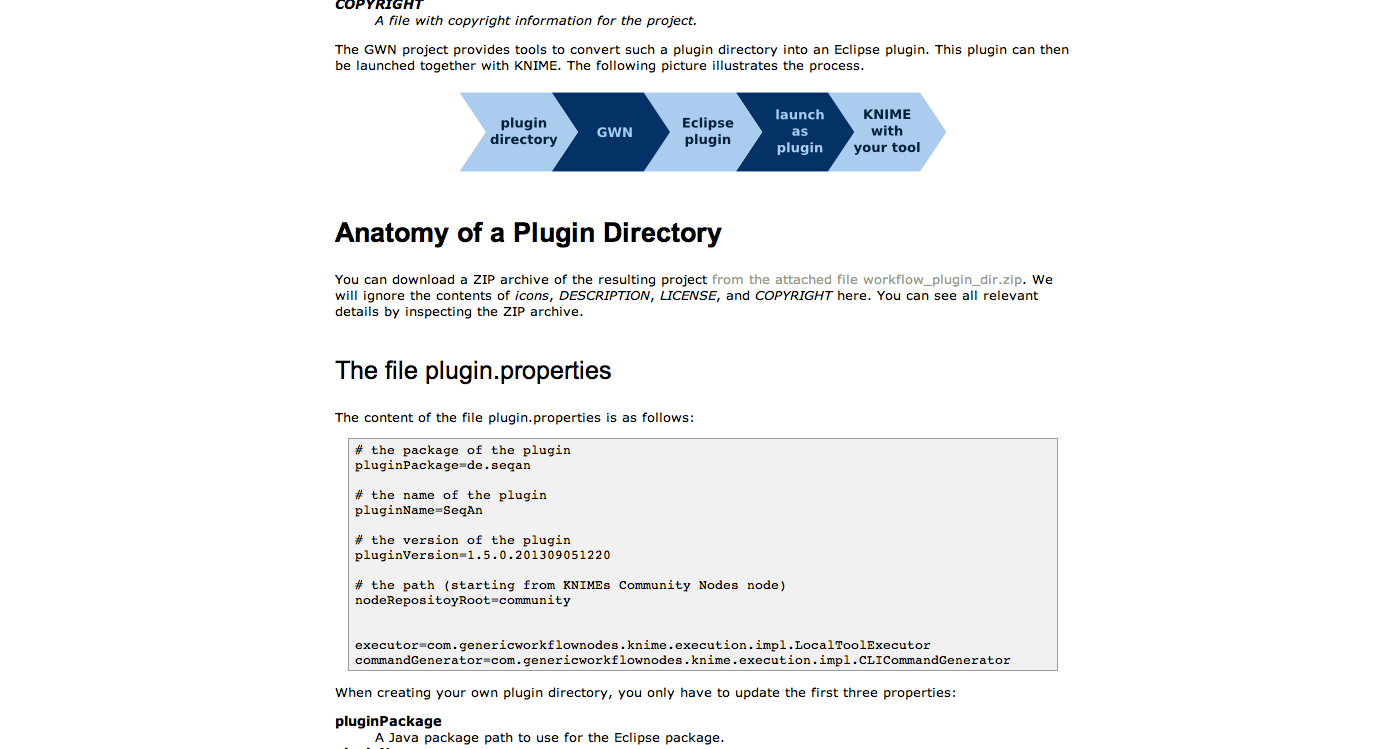 COPYRIGHT
A file with copyright information for the project.
The GWN project provides tools to convert such a plugin directory into an Eclipse plugin. This plugin can then
be launched together with KNIME. The following picture illustrates the process.
plugin
directory
GWN
Eclipse
plugin
launch
as
plugin
KNIME
with
your tool
Anatomy of a Plugin Directory
You can download a ZIP archive of the resulting project from the attached file workflow_plugin_dir.zip. We
will ignore the contents of icons, DESCRIPTION, LICENSE, and COPYRIGHT here. You can see all relevant
details by inspecting the ZIP archive.
The file plugin.properties
The content of the file plugin.properties is as follows:
# the package of the plugin
pluginPackage=de.seqan
# the name of the plugin
pluginName=SeqAn
# the version of the plugin
pluginVersion=1.5.0.201309051220
# the path (starting from KNIMEs Community Nodes node)
nodeRepositoyRoot=community
executor=com.genericworkflownodes.knime.execution.impl.LocalToolExecutor
commandGenerator=com.genericworkflownodes.knime.execution.impl.CLICommandGenerator
When creating your own plugin directory, you only have to update the first three properties:
pluginPackage
A Java package path to use for the Eclipse package.